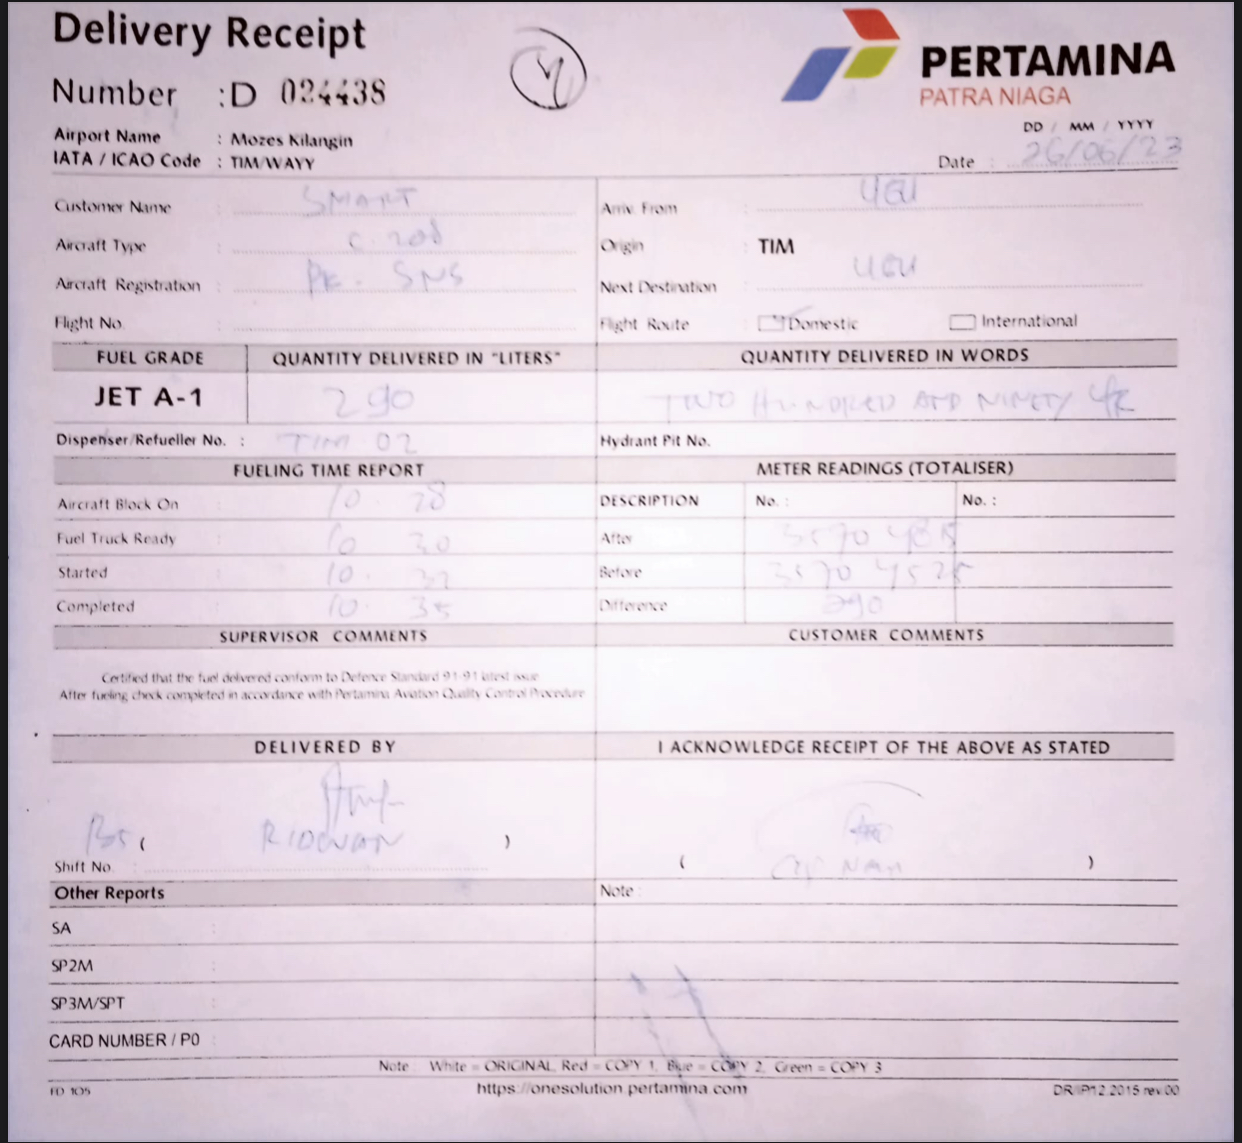 Delivery Receipt
Number : D 024438
PERTAMINA
PATRA NIAGA
Airport Name : Mozes Kilangin
IATA / ICAO Code : TIM/WAYY
DD / MM / YYYY
Date : 26/06/23
Customer Name : SMART
Arriv. From : UGU
Aircraft Type : C 208
Origin : TIM
Aircraft Registration : PK - SNS
Next Destination : UGU
Flight No. :
Flight Route : Domestic International
FUEL GRADE QUANTITY DELIVERED IN "LITERS" QUANTITY DELIVERED IN WORDS
JET A-1 290 TWO HUNDRED AND NINETY
Dispenser/Refueller No. : TIM 02 Hydrant Pit No.
FUELING TIME REPORT METER READINGS (TOTALISER)
Aircraft Block On : 10 . 28 DESCRIPTION No. : No. :
Fuel Truck Ready : 10 30 After
Started : 10 . 32 Before
Completed : 10 . 35 Difference 290
SUPERVISOR COMMENTS CUSTOMER COMMENTS
Certified that the fuel delivered conform to Defence Standard 91-91 latest issue
After fueling check completed in accordance with Pertamina Aviation Quality Control Procedure
DELIVERED BY I ACKNOWLEDGE RECEIPT OF THE ABOVE AS STATED
( RIDWAN )
Shift No. :
( )
Other Reports Note :
SA :
SP2M :
SP3M/SPT :
CARD NUMBER / PO :
Note : White = ORIGINAL, Red = COPY 1, Blue = COPY 2, Green = COPY 3
FD 105 https://onesolution.pertamina.com DR/IP/12.2015 rev.00